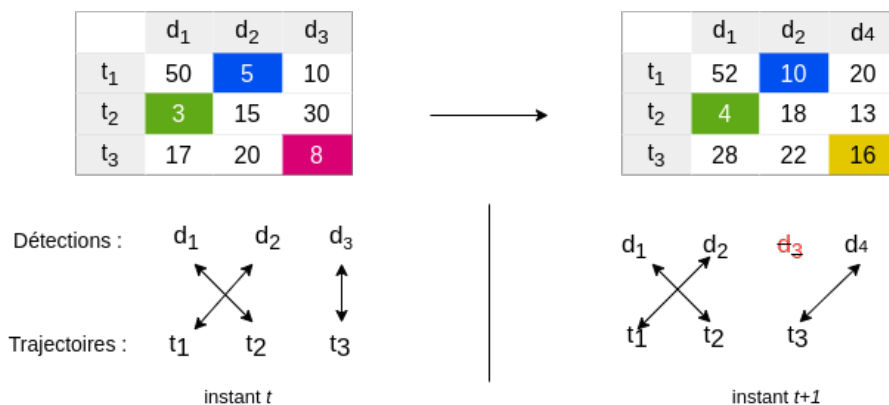 d1 d2 d3
t1 50 5 10
t2 3 15 30
t3 17 20 8
d1 d2 d4
t1 52 10 20
t2 4 18 13
t3 28 22 16
Détections : d1 d2 d3
d1 d2 d3 d4
Trajectoires : t1 t2 t3
t1 t2 t3
instant t
instant t+1